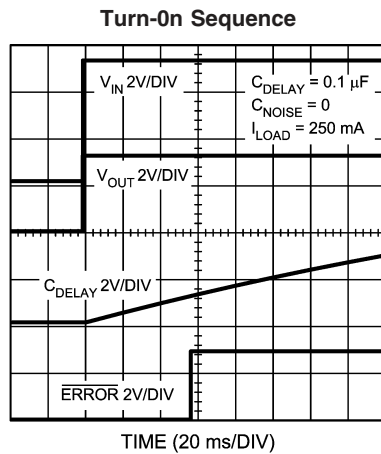 Turn-0n Sequence
V_IN 2V/DIV
C_DELAY = 0.1 μF
C_NOISE = 0
I_LOAD = 250 mA
V_OUT 2V/DIV
C_DELAY 2V/DIV
ERROR 2V/DIV
TIME (20 ms/DIV)